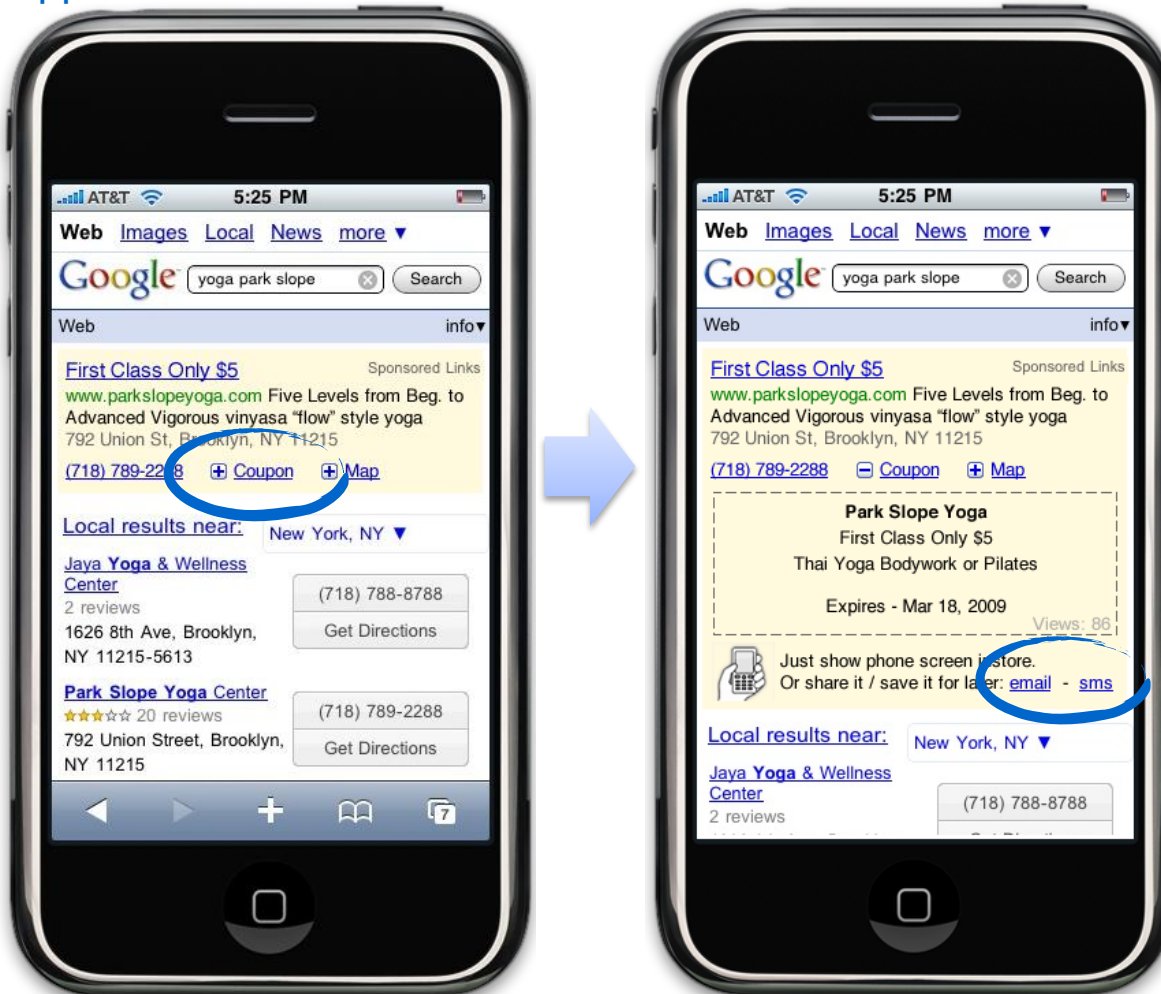 AT&T 5:25 PM
Web Images Local News more ▼
Google yoga park slope Search
Web info▼
First Class Only $5 Sponsored Links
www.parkslopeyoga.com Five Levels from Beg. to
Advanced Vigorous vinyasa “flow” style yoga
792 Union St, Brooklyn, NY 11215
(718) 789-2288 + Coupon + Map
Local results near: New York, NY ▼
Jaya Yoga & Wellness
Center
2 reviews
1626 8th Ave, Brooklyn,
NY 11215-5613
(718) 788-8788
Get Directions
Park Slope Yoga Center
20 reviews
792 Union Street, Brooklyn,
NY 11215
(718) 789-2288
Get Directions
7
AT&T 5:25 PM
Web Images Local News more ▼
Google yoga park slope Search
Web info▼
First Class Only $5 Sponsored Links
www.parkslopeyoga.com Five Levels from Beg. to
Advanced Vigorous vinyasa “flow” style yoga
792 Union St, Brooklyn, NY 11215
(718) 789-2288 − Coupon + Map
Park Slope Yoga
First Class Only $5
Thai Yoga Bodywork or Pilates
Expires - Mar 18, 2009
Views: 86
Just show phone screen in store.
Or share it / save it for later: email - sms
Local results near: New York, NY ▼
Jaya Yoga & Wellness
Center
2 reviews
(718) 788-8788